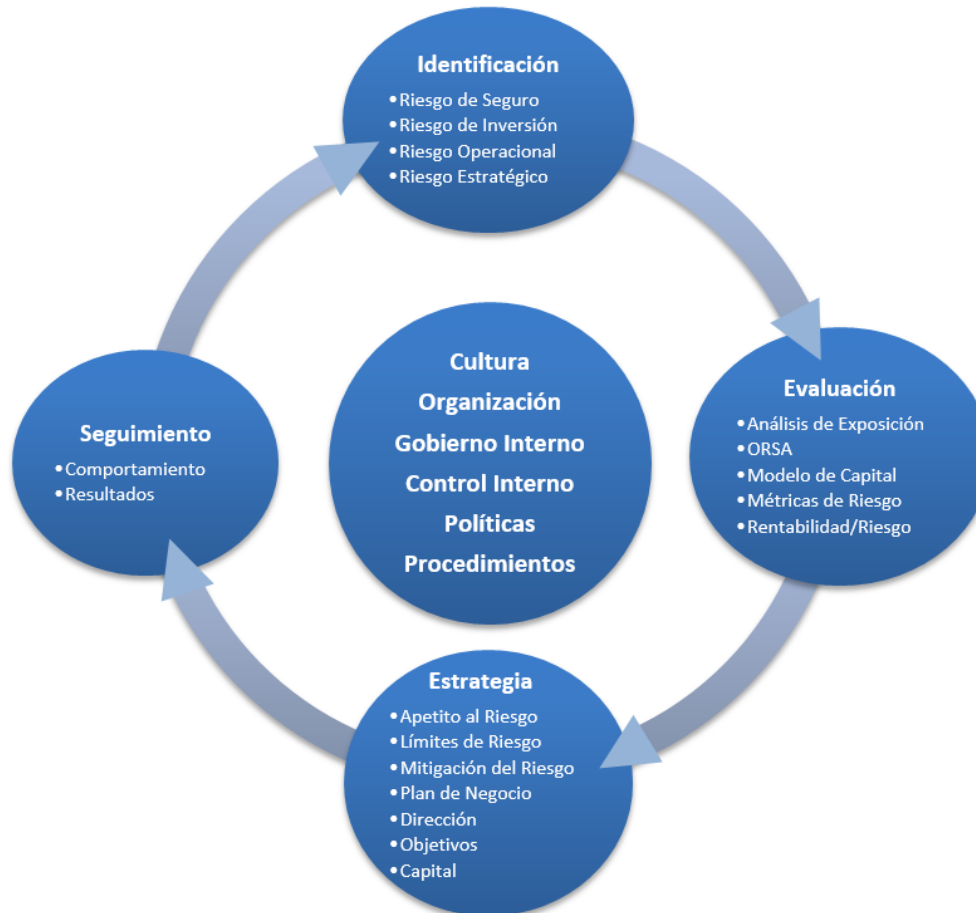 Identificación
•Riesgo de Seguro
•Riesgo de Inversión
•Riesgo Operacional
•Riesgo Estratégico
Evaluación
•Análisis de Exposición
•ORSA
•Modelo de Capital
•Métricas de Riesgo
•Rentabilidad/Riesgo
Estrategia
•Apetito al Riesgo
•Límites de Riesgo
•Mitigación del Riesgo
•Plan de Negocio
•Dirección
•Objetivos
•Capital
Seguimiento
•Comportamiento
•Resultados
Cultura
Organización
Gobierno Interno
Control Interno
Políticas
Procedimientos